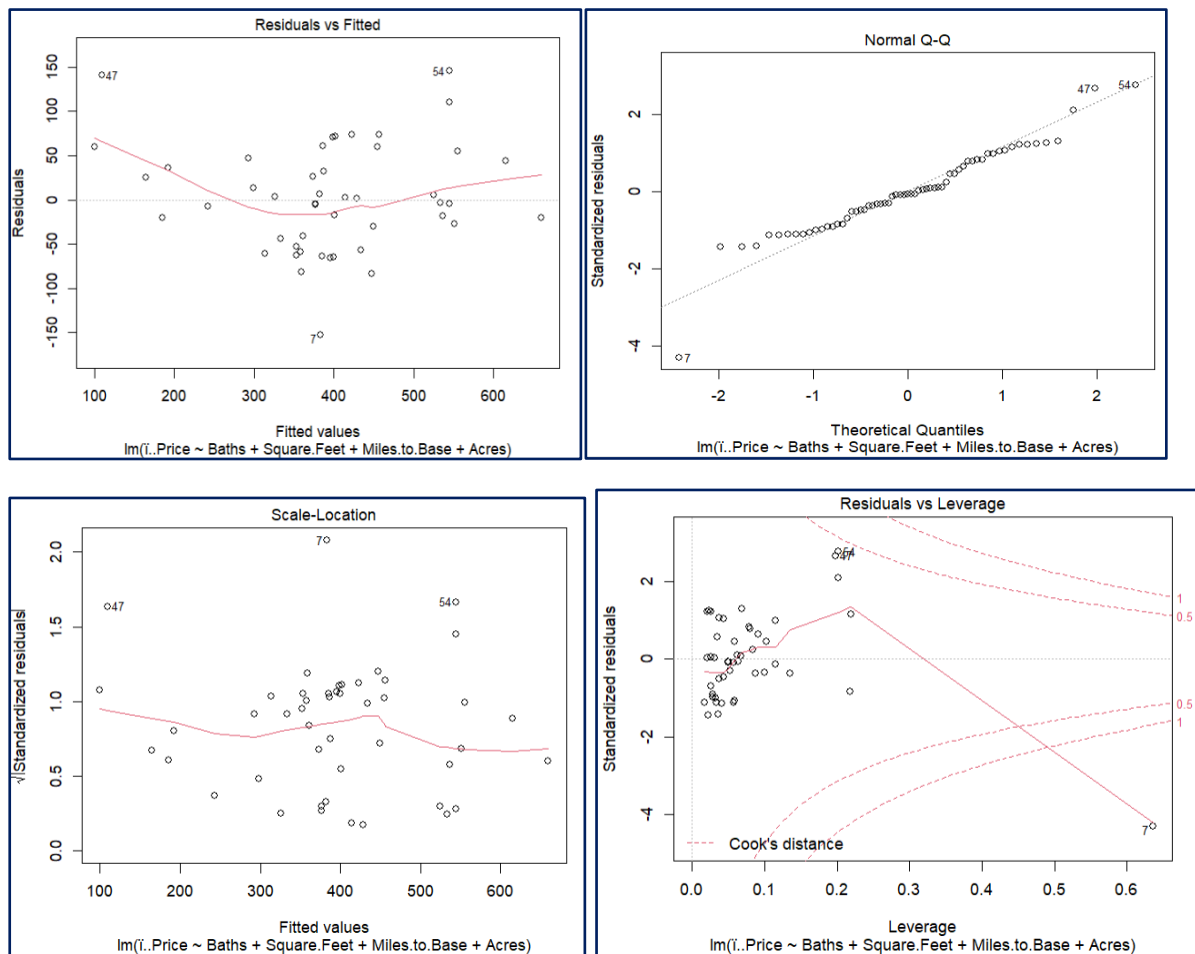 Residuals vs Fitted
Residuals
150
100
50
0
-50
-100
-150
47
54
7
100 200 300 400 500 600
Fitted values
lm(ï..Price ~ Baths + Square.Feet + Miles.to.Base + Acres)
Normal Q-Q
Standardized residuals
2
0
-2
-4
47
54
7
-2 -1 0 1 2
Theoretical Quantiles
lm(ï..Price ~ Baths + Square.Feet + Miles.to.Base + Acres)
Scale-Location
√|Standardized residuals|
2.0
1.5
1.0
0.5
0.0
7
47
54
100 200 300 400 500 600
Fitted values
lm(ï..Price ~ Baths + Square.Feet + Miles.to.Base + Acres)
Residuals vs Leverage
Standardized residuals
2
0
-2
-4
54
47
1
0.5
0.5
1
7
Cook's distance
0.0 0.1 0.2 0.3 0.4 0.5 0.6
Leverage
lm(ï..Price ~ Baths + Square.Feet + Miles.to.Base + Acres)